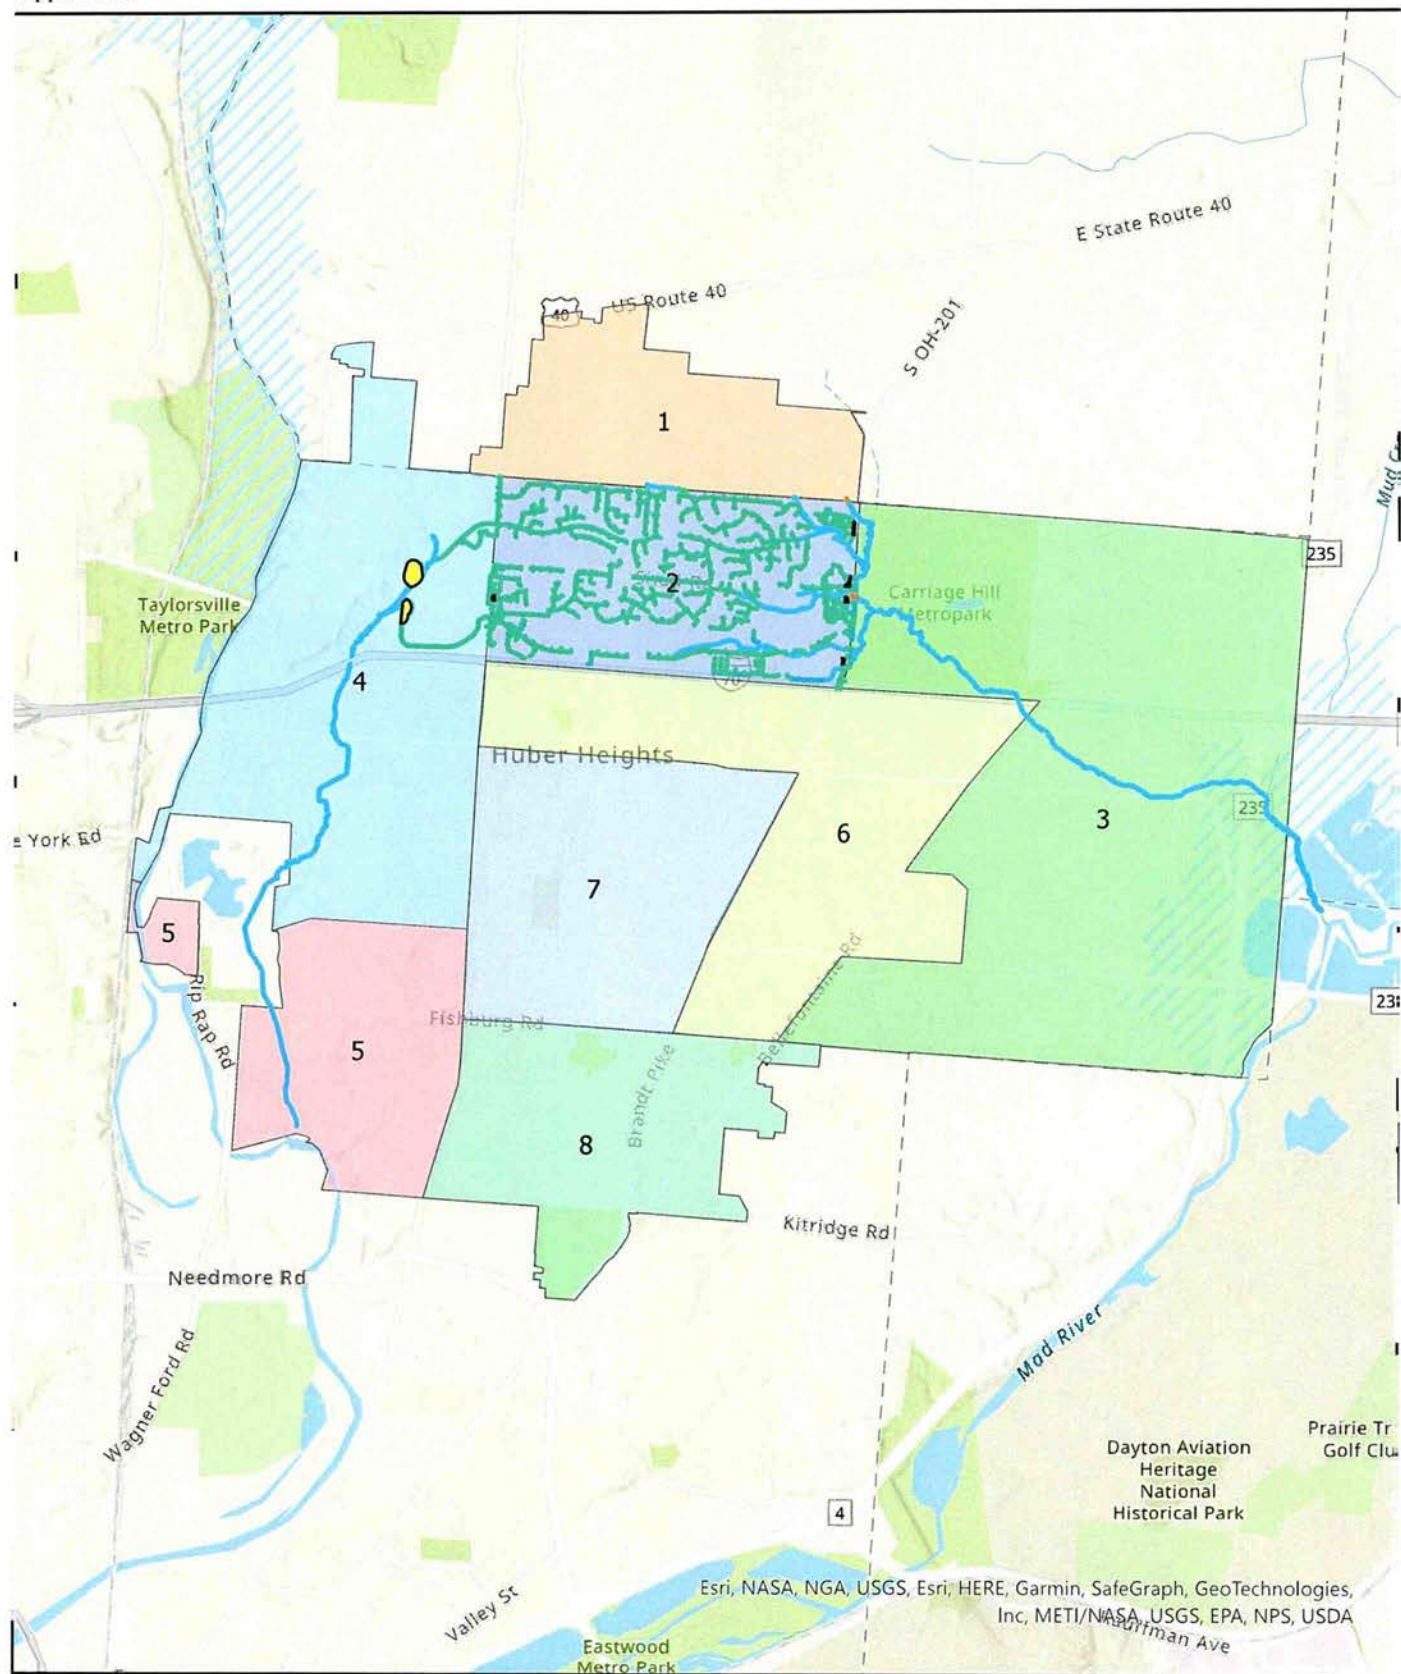 E State Route 40
US Route 40
40
S OH-201
1
Mud
235
2
Carriage Hill
Metropark
Taylorsville
Metro Park
4
70
Huber Heights
235
3
6
e York Rd
7
5
Bellefontaine Rd
Rip Rap Rd
Fishburg Rd
5
Brandt Pike
8
Kitridge Rd
Needmore Rd
Mad River
Wagner Ford Rd
Prairie Tr
Golf Clu
Dayton Aviation
Heritage
National
Historical Park
4
Esri, NASA, NGA, USGS, Esri, HERE, Garmin, SafeGraph, GeoTechnologies,
Inc, METI/NASA, USGS, EPA, NPS, USDA
Kauffman Ave
Valley St
Eastwood
Metro Park